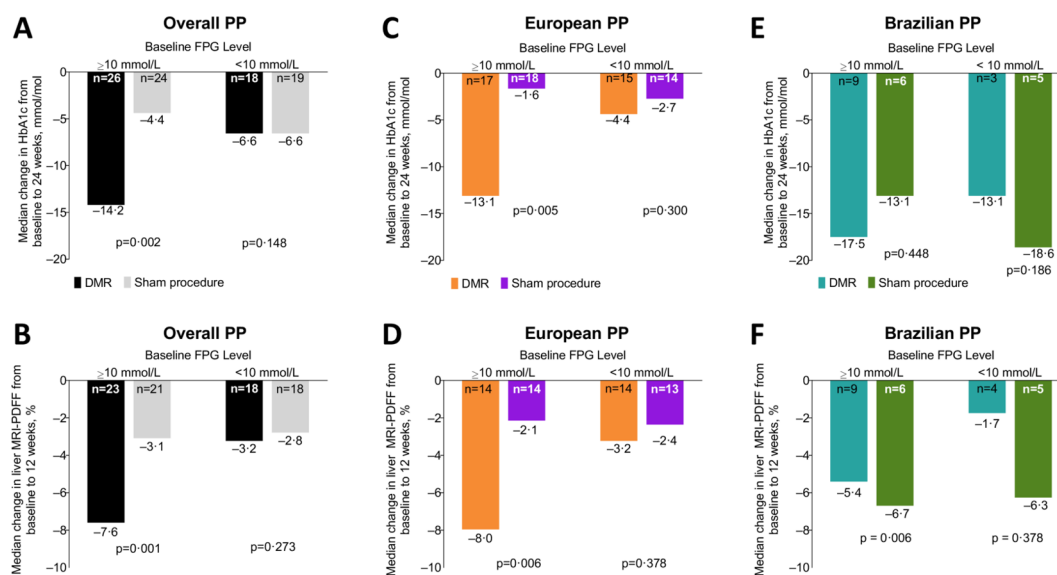 A
Overall PP
Baseline FPG Level
≥10 mmol/L <10 mmol/L
n=26 n=24 n=18 n=19
Median change in HbA1c from
baseline to 24 weeks, mmol/mol
0
–5
–10
–15
–20
–14·2
–4·4
–6·6
–6·6
p=0·002 p=0·148
DMR Sham procedure
C
European PP
Baseline FPG Level
≥10 mmol/L <10 mmol/L
n=17 n=18 n=15 n=14
Median change in HbA1c from
baseline to 24 weeks, mmol/mol
0
–5
–10
–15
–20
–13·1
–1·6
–4·4
–2·7
p=0·005 p=0·300
DMR Sham procedure
E
Brazilian PP
Baseline FPG Level
≥10 mmol/L < 10 mmol/L
n=9 n=6 n=3 n=5
Median change in HbA1c from
baseline to 24 weeks, mmol/mol
0
–5
–10
–15
–20
–17·5
–13·1
–13·1
–18·6
p=0·448 p=0·186
DMR Sham procedure
B
Overall PP
Baseline FPG Level
≥10 mmol/L <10 mmol/L
n=23 n=21 n=18 n=18
Median change in liver MRI-PDFF from
baseline to 12 weeks, %
0
–2
–4
–6
–8
–10
–7·6
–3·1
–3·2
–2·8
p=0·001 p=0·273
D
European PP
Baseline FPG Level
≥10 mmol/L <10 mmol/L
n=14 n=14 n=14 n=13
Median change in liver MRI-PDFF from
baseline to 12 weeks, %
0
–2
–4
–6
–8
–10
–8·0
–2·1
–3·2
–2·4
p=0·006 p=0·378
F
Brazilian PP
Baseline FPG Level
≥10 mmol/L <10 mmol/L
n=9 n=6 n=4 n=5
Median change in liver MRI-PDFF from
baseline to 12 weeks, %
0
–2
–4
–6
–8
–10
–5·4
–6·7
–1·7
–6·3
p = 0·006 p = 0·378